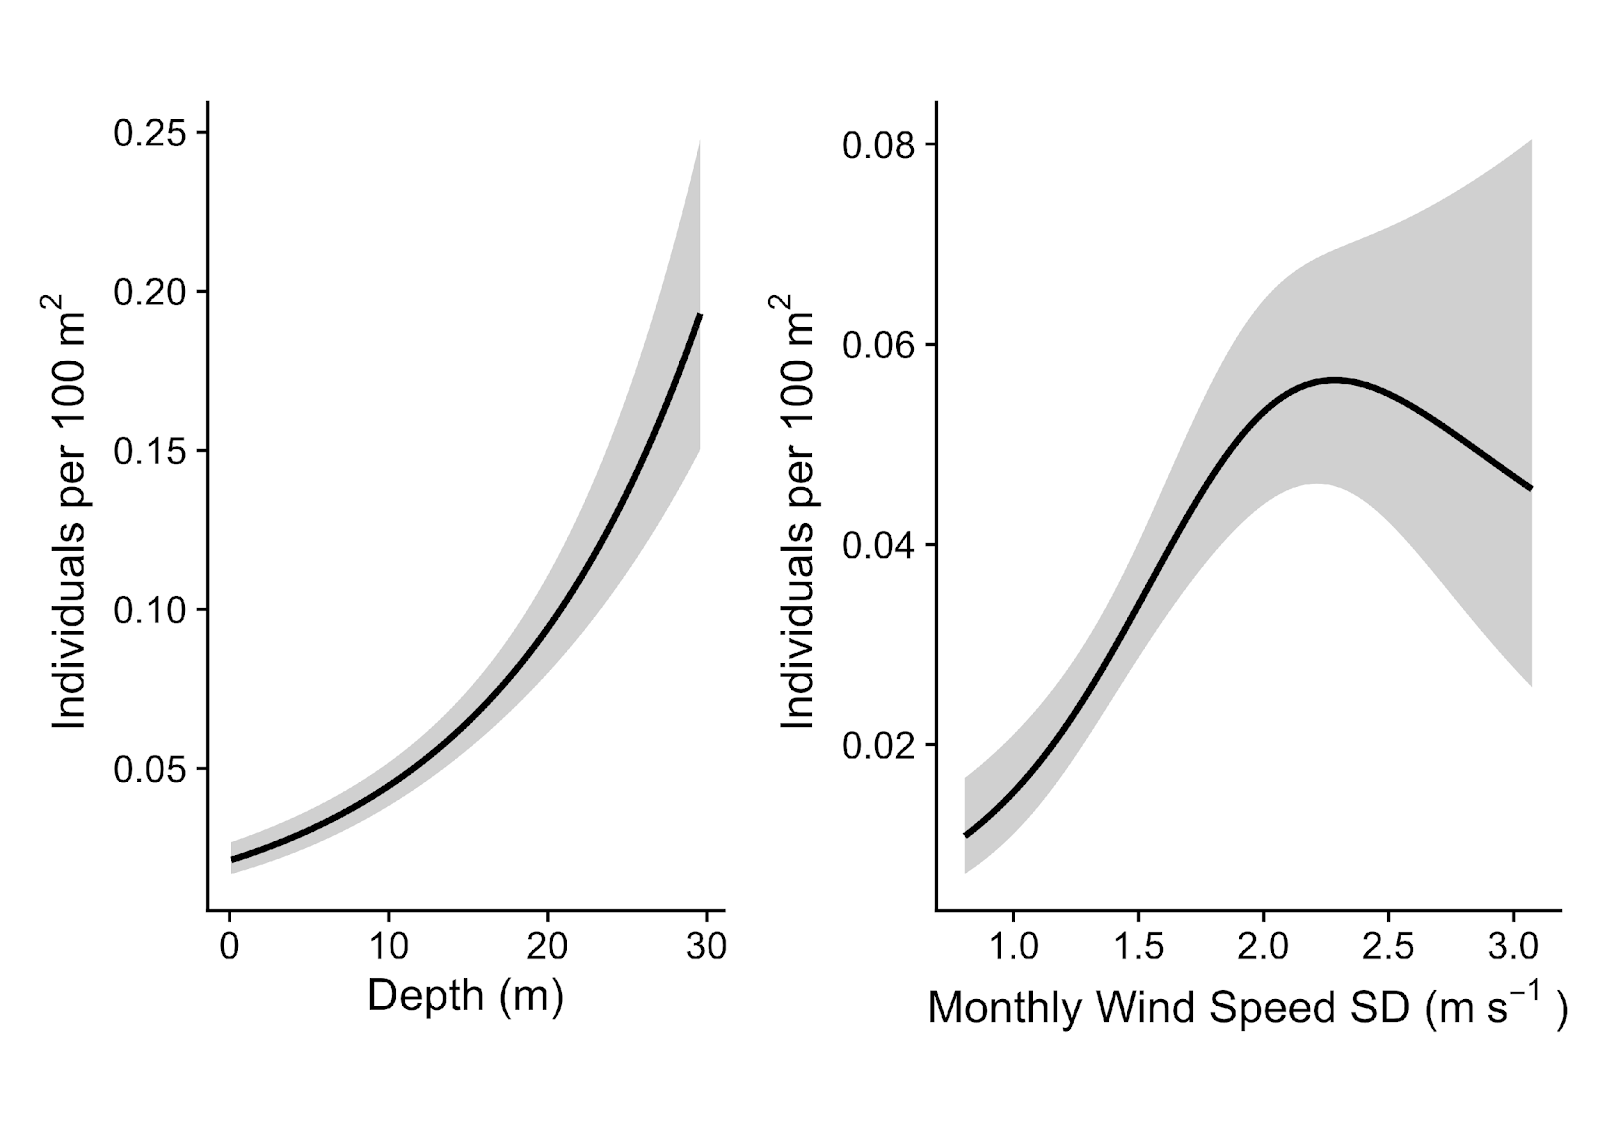 Individuals per 100 m²
0.25
0.20
0.15
0.10
0.05
0 10 20 30
Depth (m)
Individuals per 100 m²
0.08
0.06
0.04
0.02
1.0 1.5 2.0 2.5 3.0
Monthly Wind Speed SD (m s⁻¹ )